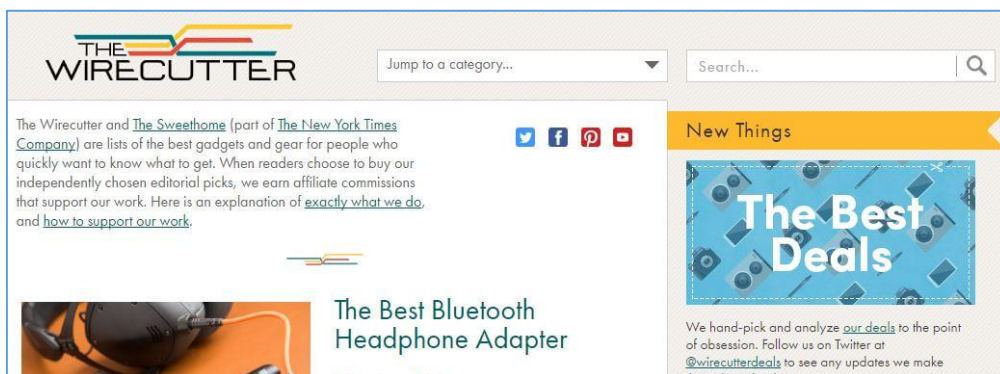 THE
WIRECUTTER
Jump to a category...
Search...
The Wirecutter and The Sweethome (part of The New York Times
Company) are lists of the best gadgets and gear for people who
quickly want to know what to get. When readers choose to buy our
independently chosen editorial picks, we earn affiliate commissions
that support our work. Here is an explanation of exactly what we do,
and how to support our work.
The Best Bluetooth
Headphone Adapter
New Things
The Best
Deals
We hand-pick and analyze our deals to the point
of obsession. Follow us on Twitter at
@wirecutterdeals to see any updates we make